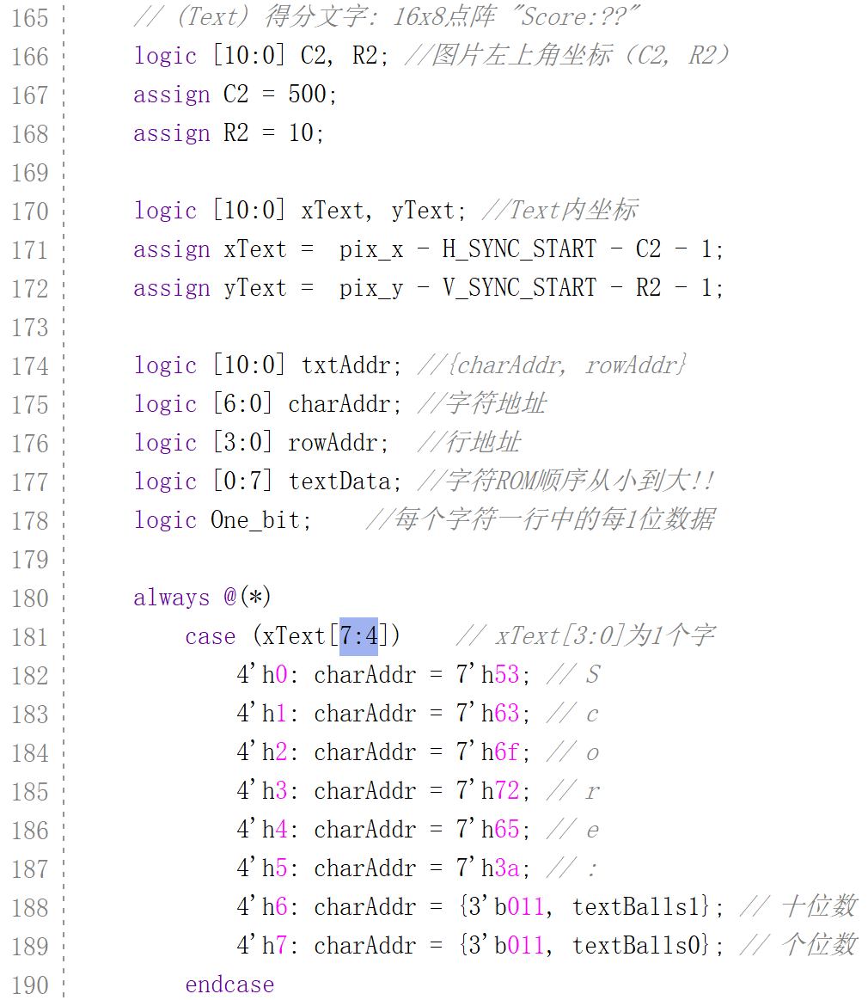 165 // (Text) 得分文字: 16x8点阵 "Score:??"
166 logic [10:0] C2, R2; //图片左上角坐标（C2, R2）
167 assign C2 = 500;
168 assign R2 = 10;
169
170 logic [10:0] xText, yText; //Text内坐标
171 assign xText =  pix_x - H_SYNC_START - C2 - 1;
172 assign yText =  pix_y - V_SYNC_START - R2 - 1;
173
174 logic [10:0] txtAddr; //{charAddr, rowAddr}
175 logic [6:0] charAddr; //字符地址
176 logic [3:0] rowAddr;  //行地址
177 logic [0:7] textData; //字符ROM顺序从小到大!!
178 logic One_bit;    //每个字符一行中的每1位数据
179
180 always @(*)
181     case (xText[7:4])    // xText[3:0]为1个字
182         4'h0: charAddr = 7'h53; // S
183         4'h1: charAddr = 7'h63; // c
184         4'h2: charAddr = 7'h6f; // o
185         4'h3: charAddr = 7'h72; // r
186         4'h4: charAddr = 7'h65; // e
187         4'h5: charAddr = 7'h3a; // :
188         4'h6: charAddr = {3'b011, textBalls1}; // 十位数
189         4'h7: charAddr = {3'b011, textBalls0}; // 个位数
190     endcase